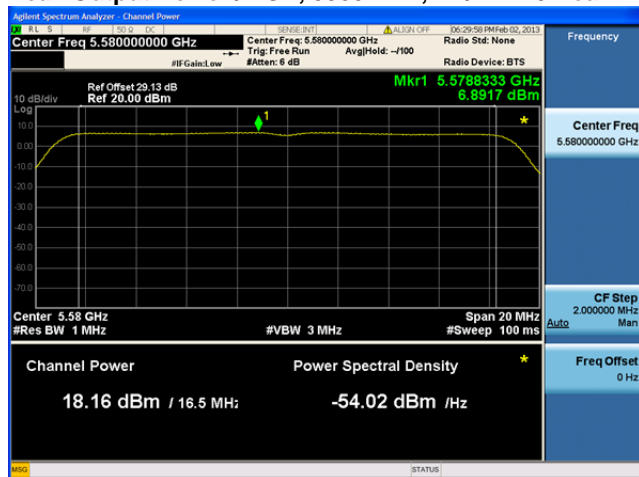 Agilent Spectrum Analyzer - Channel Power
RL S RF 50 Ω DC SENSE:INT ALIGN OFF 06:29:58 PM Feb 02, 2013
Center Freq 5.580000000 GHz Center Freq: 5.580000000 GHz Radio Std: None Frequency
Trig: Free Run Avg|Hold: --/100
#IFGain:Low #Atten: 6 dB Radio Device: BTS
Mkr1 5.5788333 GHz
Ref Offset 29.13 dB
10 dB/div Ref 20.00 dBm 6.8917 dBm
Log
1
10.0
Center Freq
5.580000000 GHz
0.00
-10.0
-20.0
-30.0
-40.0
-60.0
-70.0
CF Step
2.000000 MHz
Auto Man
Center 5.58 GHz Span 20 MHz
#Res BW 1 MHz #VBW 3 MHz #Sweep 100 ms
Channel Power Power Spectral Density
Freq Offset
0 Hz
18.16 dBm / 16.5 MHz -54.02 dBm /Hz
MSG STATUS